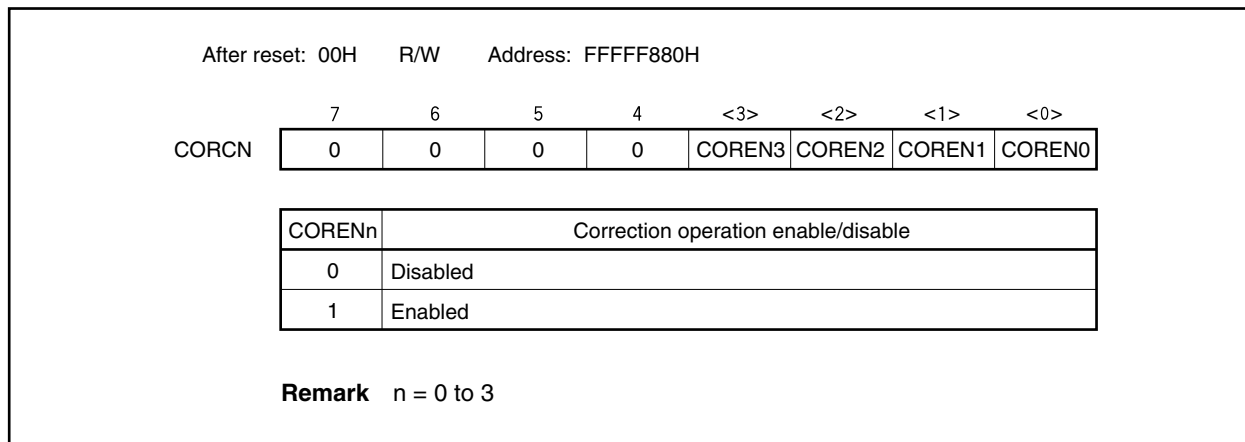 After reset: 00H R/W Address: FFFFF880H
7 6 5 4 <3> <2> <1> <0>
CORCN 0 0 0 0 COREN3 COREN2 COREN1 COREN0
CORENn Correction operation enable/disable
0 Disabled
1 Enabled
Remark n = 0 to 3